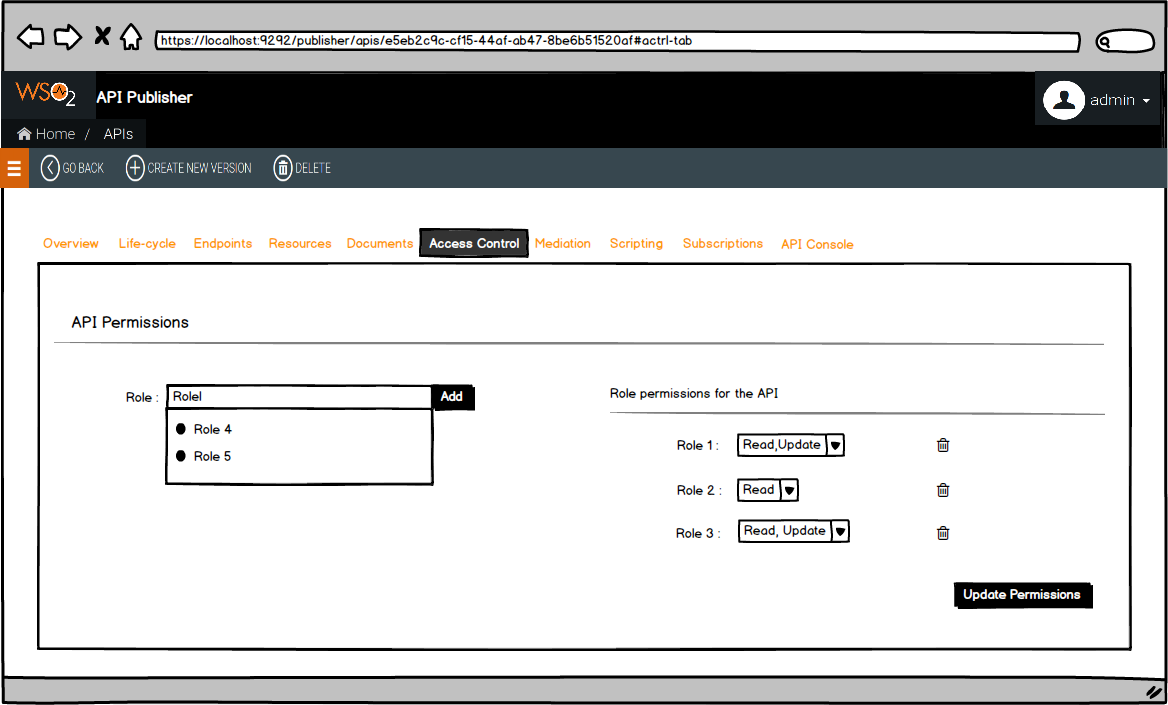 https://localhost:9292/publisher/apis/e5eb2c9c-cf15-44af-ab47-8be6b51520af#actrl-tab
WSO2 API Publisher
admin
Home / APIs
GO BACK CREATE NEW VERSION DELETE
Overview Life-cycle Endpoints Resources Documents Access Control Mediation Scripting Subscriptions API Console
API Permissions
Role : Rolel Add
Role 4
Role 5
Role permissions for the API
Role 1 : Read,Update
Role 2 : Read
Role 3 : Read, Update
Update Permissions